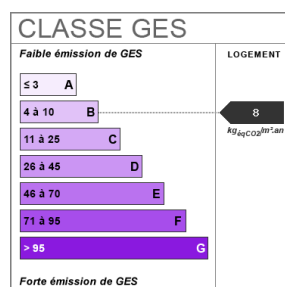 CLASSE GES
Faible émission de GES
LOGEMENT
≤ 3 A
4 à 10 B
8
kgéqCO2/m².an
11 à 25 C
26 à 45 D
46 à 70 E
71 à 95 F
> 95 G
Forte émission de GES